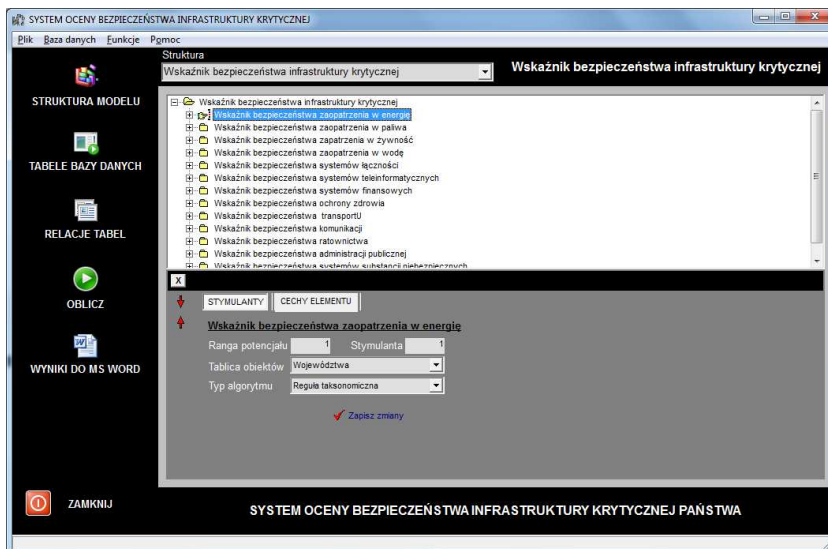 SYSTEM OCENY BEZPIECZEŃSTWA INFRASTRUKTURY KRYTYCZNEJ
Plik Baza danych Funkcje Pomoc
Struktura
Wskaźnik bezpieczeństwa infrastruktury krytycznej
Wskaźnik bezpieczeństwa infrastruktury krytycznej
STRUKTURA MODELU
TABELE BAZY DANYCH
RELACJE TABEL
OBLICZ
WYNIKI DO MS WORD
Wskaźnik bezpieczeństwa infrastruktury krytycznej
Wskaźnik bezpieczeństwa zaopatrzenia w energię
Wskaźnik bezpieczeństwa zaopatrzenia w paliwa
Wskaźnik bezpieczeństwa zapatrzenia w żywność
Wskaźnik bezpieczeństwa zaopatrzenia w wodę
Wskaźnik bezpieczeństwa systemów łączności
Wskaźnik bezpieczeństwa systemów teleinformatycznych
Wskaźnik bezpieczeństwa systemów finansowych
Wskaźnik bezpieczeństwa ochrony zdrowia
Wskaźnik bezpieczeństwa transportU
Wskaźnik bezpieczeństwa komunikacji
Wskaźnik bezpieczeństwa ratownictwa
Wskaźnik bezpieczeństwa administracji publicznej
Wskaźnik bezpieczeństwa systemów substancji niebezpiecznych
X
STYMULANTY CECHY ELEMENTU
Wskaźnik bezpieczeństwa zaopatrzenia w energię
Ranga potencjału 1 Stymulanta 1
Tablica obiektów Województwa
Typ algorytmu Reguła taksonomiczna
Zapisz zmiany
ZAMKNIJ
SYSTEM OCENY BEZPIECZEŃSTWA INFRASTRUKTURY KRYTYCZNEJ PAŃSTWA